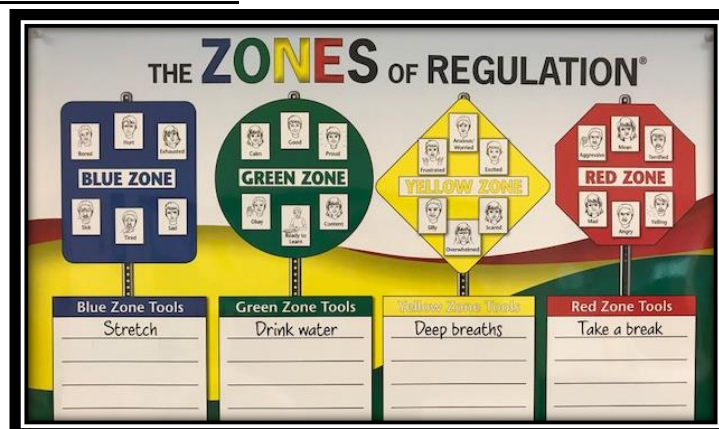 THE ZONES OF REGULATION®
Bored
Hurt
Exhausted
BLUE ZONE
Sick
Tired
Sad
Calm
Good
Proud
GREEN ZONE
Okay
Ready to
Learn
Content
Frustrated
Anxious/
Worried
Excited
YELLOW ZONE
Silly
Overwhelmed
Scared
Aggressive
Mean
Terrified
RED ZONE
Mad
Angry
Yelling
Blue Zone Tools
Stretch
Green Zone Tools
Drink water
Yellow Zone Tools
Deep breaths
Red Zone Tools
Take a break